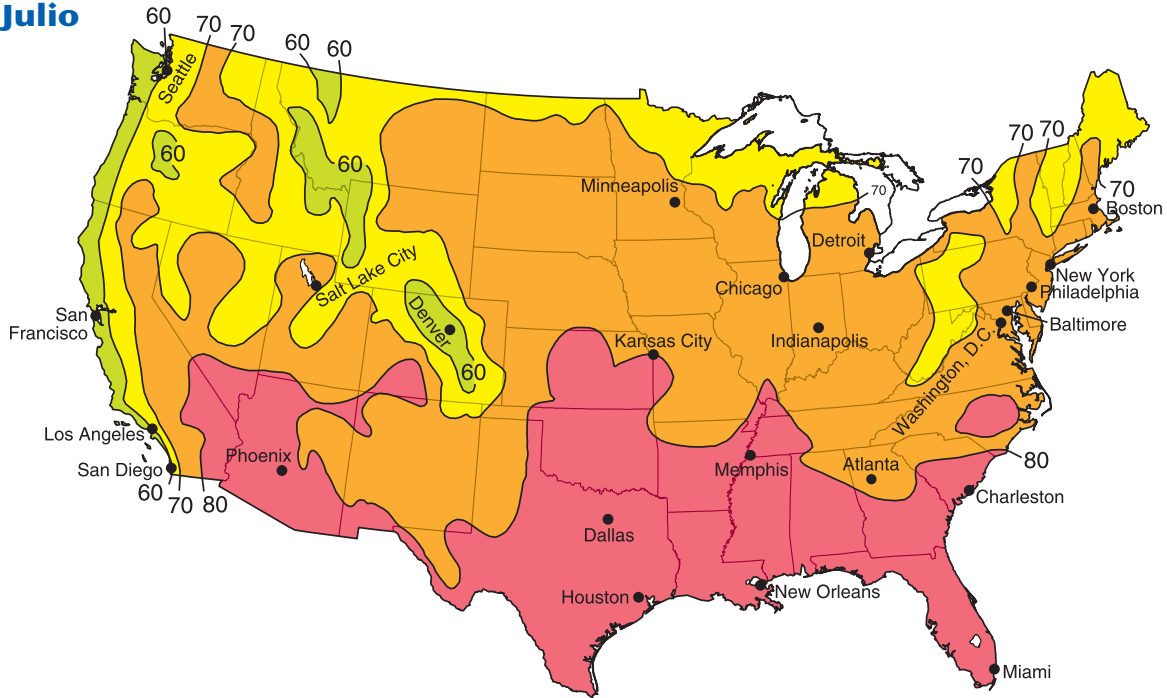 Julio
60
70
70
60
60
Seattle
60
60
70
70
70
70
70
Minneapolis
Boston
Detroit
Salt Lake City
Chicago
New York
Philadelphia
San
Francisco
Denver
Kansas City
Indianapolis
Baltimore
Washington, D.C.
60
Los Angeles
Phoenix
San Diego
Memphis
Atlanta
80
60
70
80
Charleston
Dallas
Houston
New Orleans
Miami